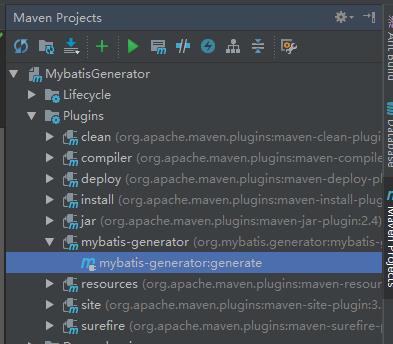 Maven Projects
MybatisGenerator
Lifecycle
Plugins
clean (org.apache.maven.plugins:maven-clean-plugi
compiler (org.apache.maven.plugins:maven-compile
deploy (org.apache.maven.plugins:maven-deploy-p
install (org.apache.maven.plugins:maven-install-plug
jar (org.apache.maven.plugins:maven-jar-plugin:2.4)
mybatis-generator (org.mybatis.generator:mybatis-g
mybatis-generator:generate
resources (org.apache.maven.plugins:maven-resour
site (org.apache.maven.plugins:maven-site-plugin:3.
surefire (org.apache.maven.plugins:maven-surefire-p
Ant Build
Database
Maven Projects